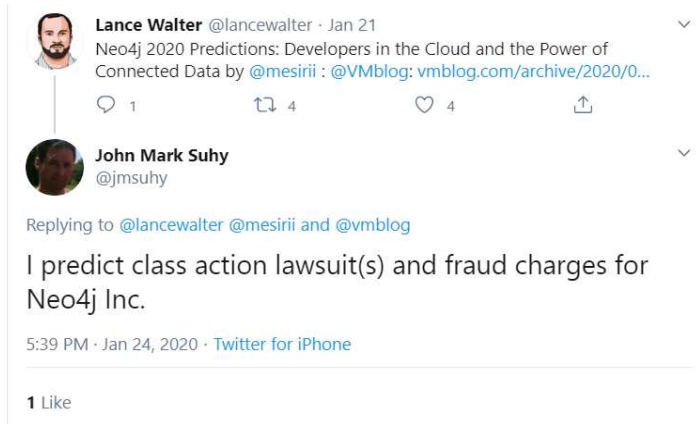 Lance Walter @lancewalter · Jan 21
Neo4j 2020 Predictions: Developers in the Cloud and the Power of
Connected Data by @mesirii : @VMblog: vmblog.com/archive/2020/0...
1 4 4
John Mark Suhy
@jmsuhy
Replying to @lancewalter @mesirii and @vmblog
I predict class action lawsuit(s) and fraud charges for
Neo4j Inc.
5:39 PM · Jan 24, 2020 · Twitter for iPhone
1 Like